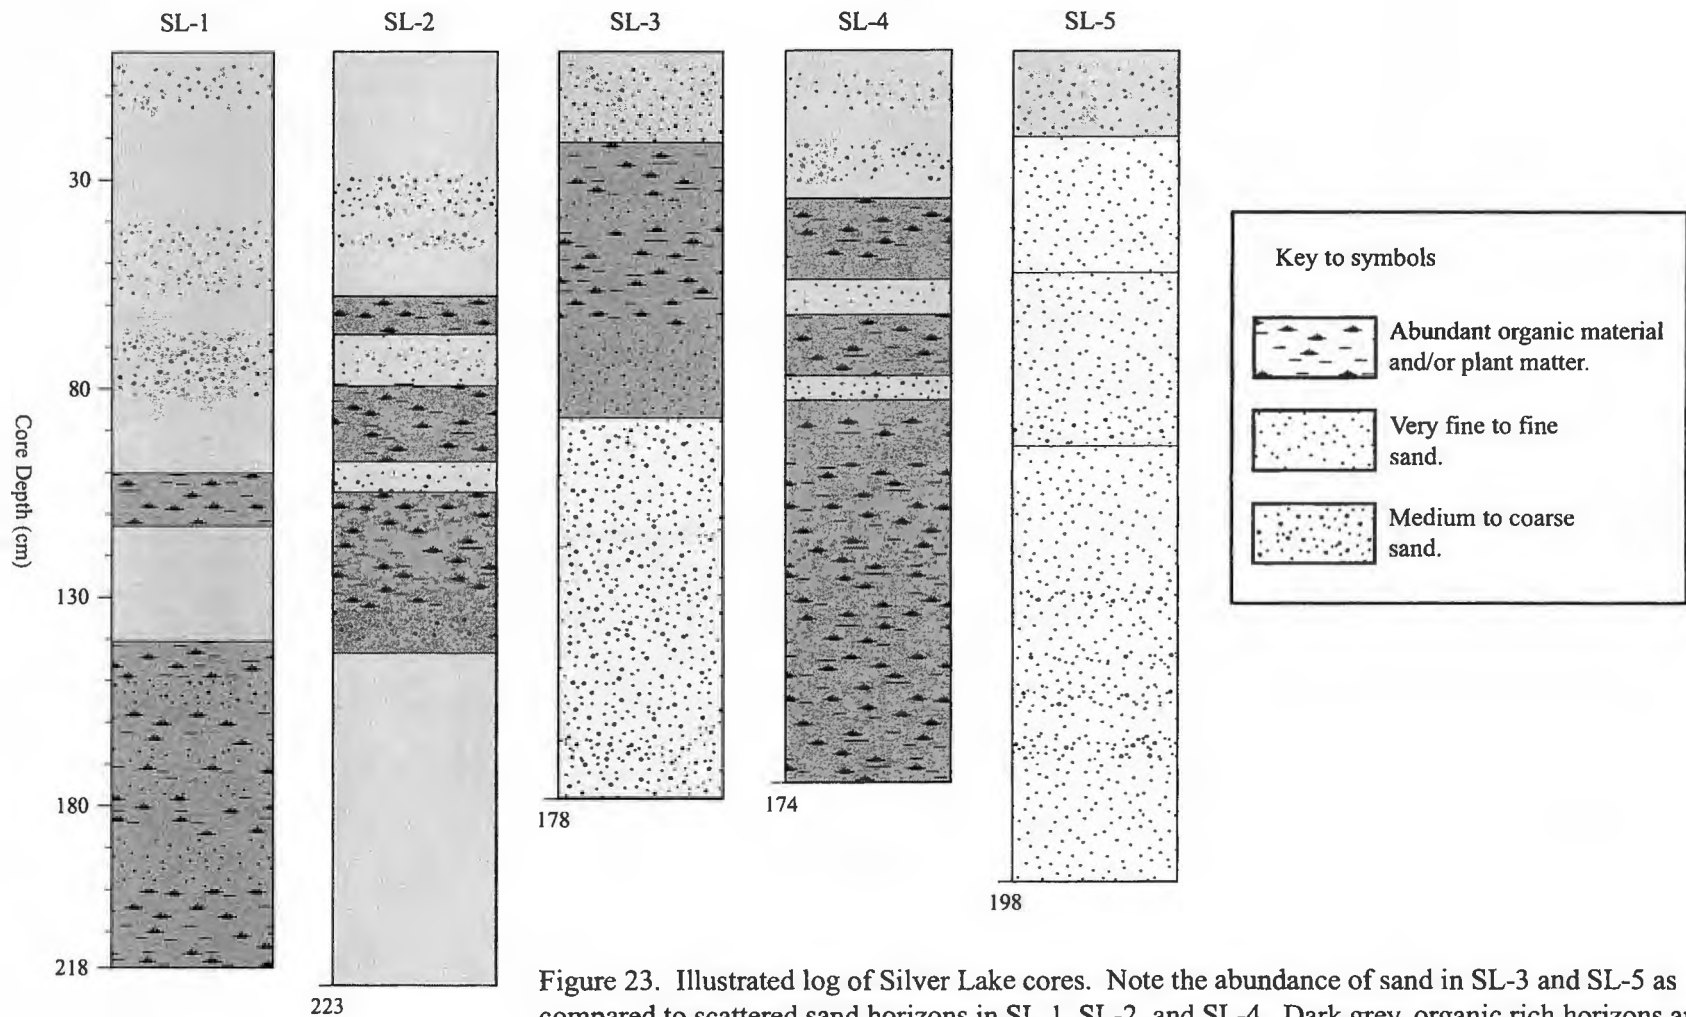 SL-1
SL-2
SL-3
SL-4
SL-5
Core Depth (cm)
30
80
130
180
218
223
178
174
198
Key to symbols
Abundant organic material
and/or plant matter.
Very fine to fine
sand.
Medium to coarse
sand.
Figure 23. Illustrated log of Silver Lake cores. Note the abundance of sand in SL-3 and SL-5 as
compared to scattered sand horizons in SL-1, SL-2, and SL-4. Dark grey, organic rich horizons